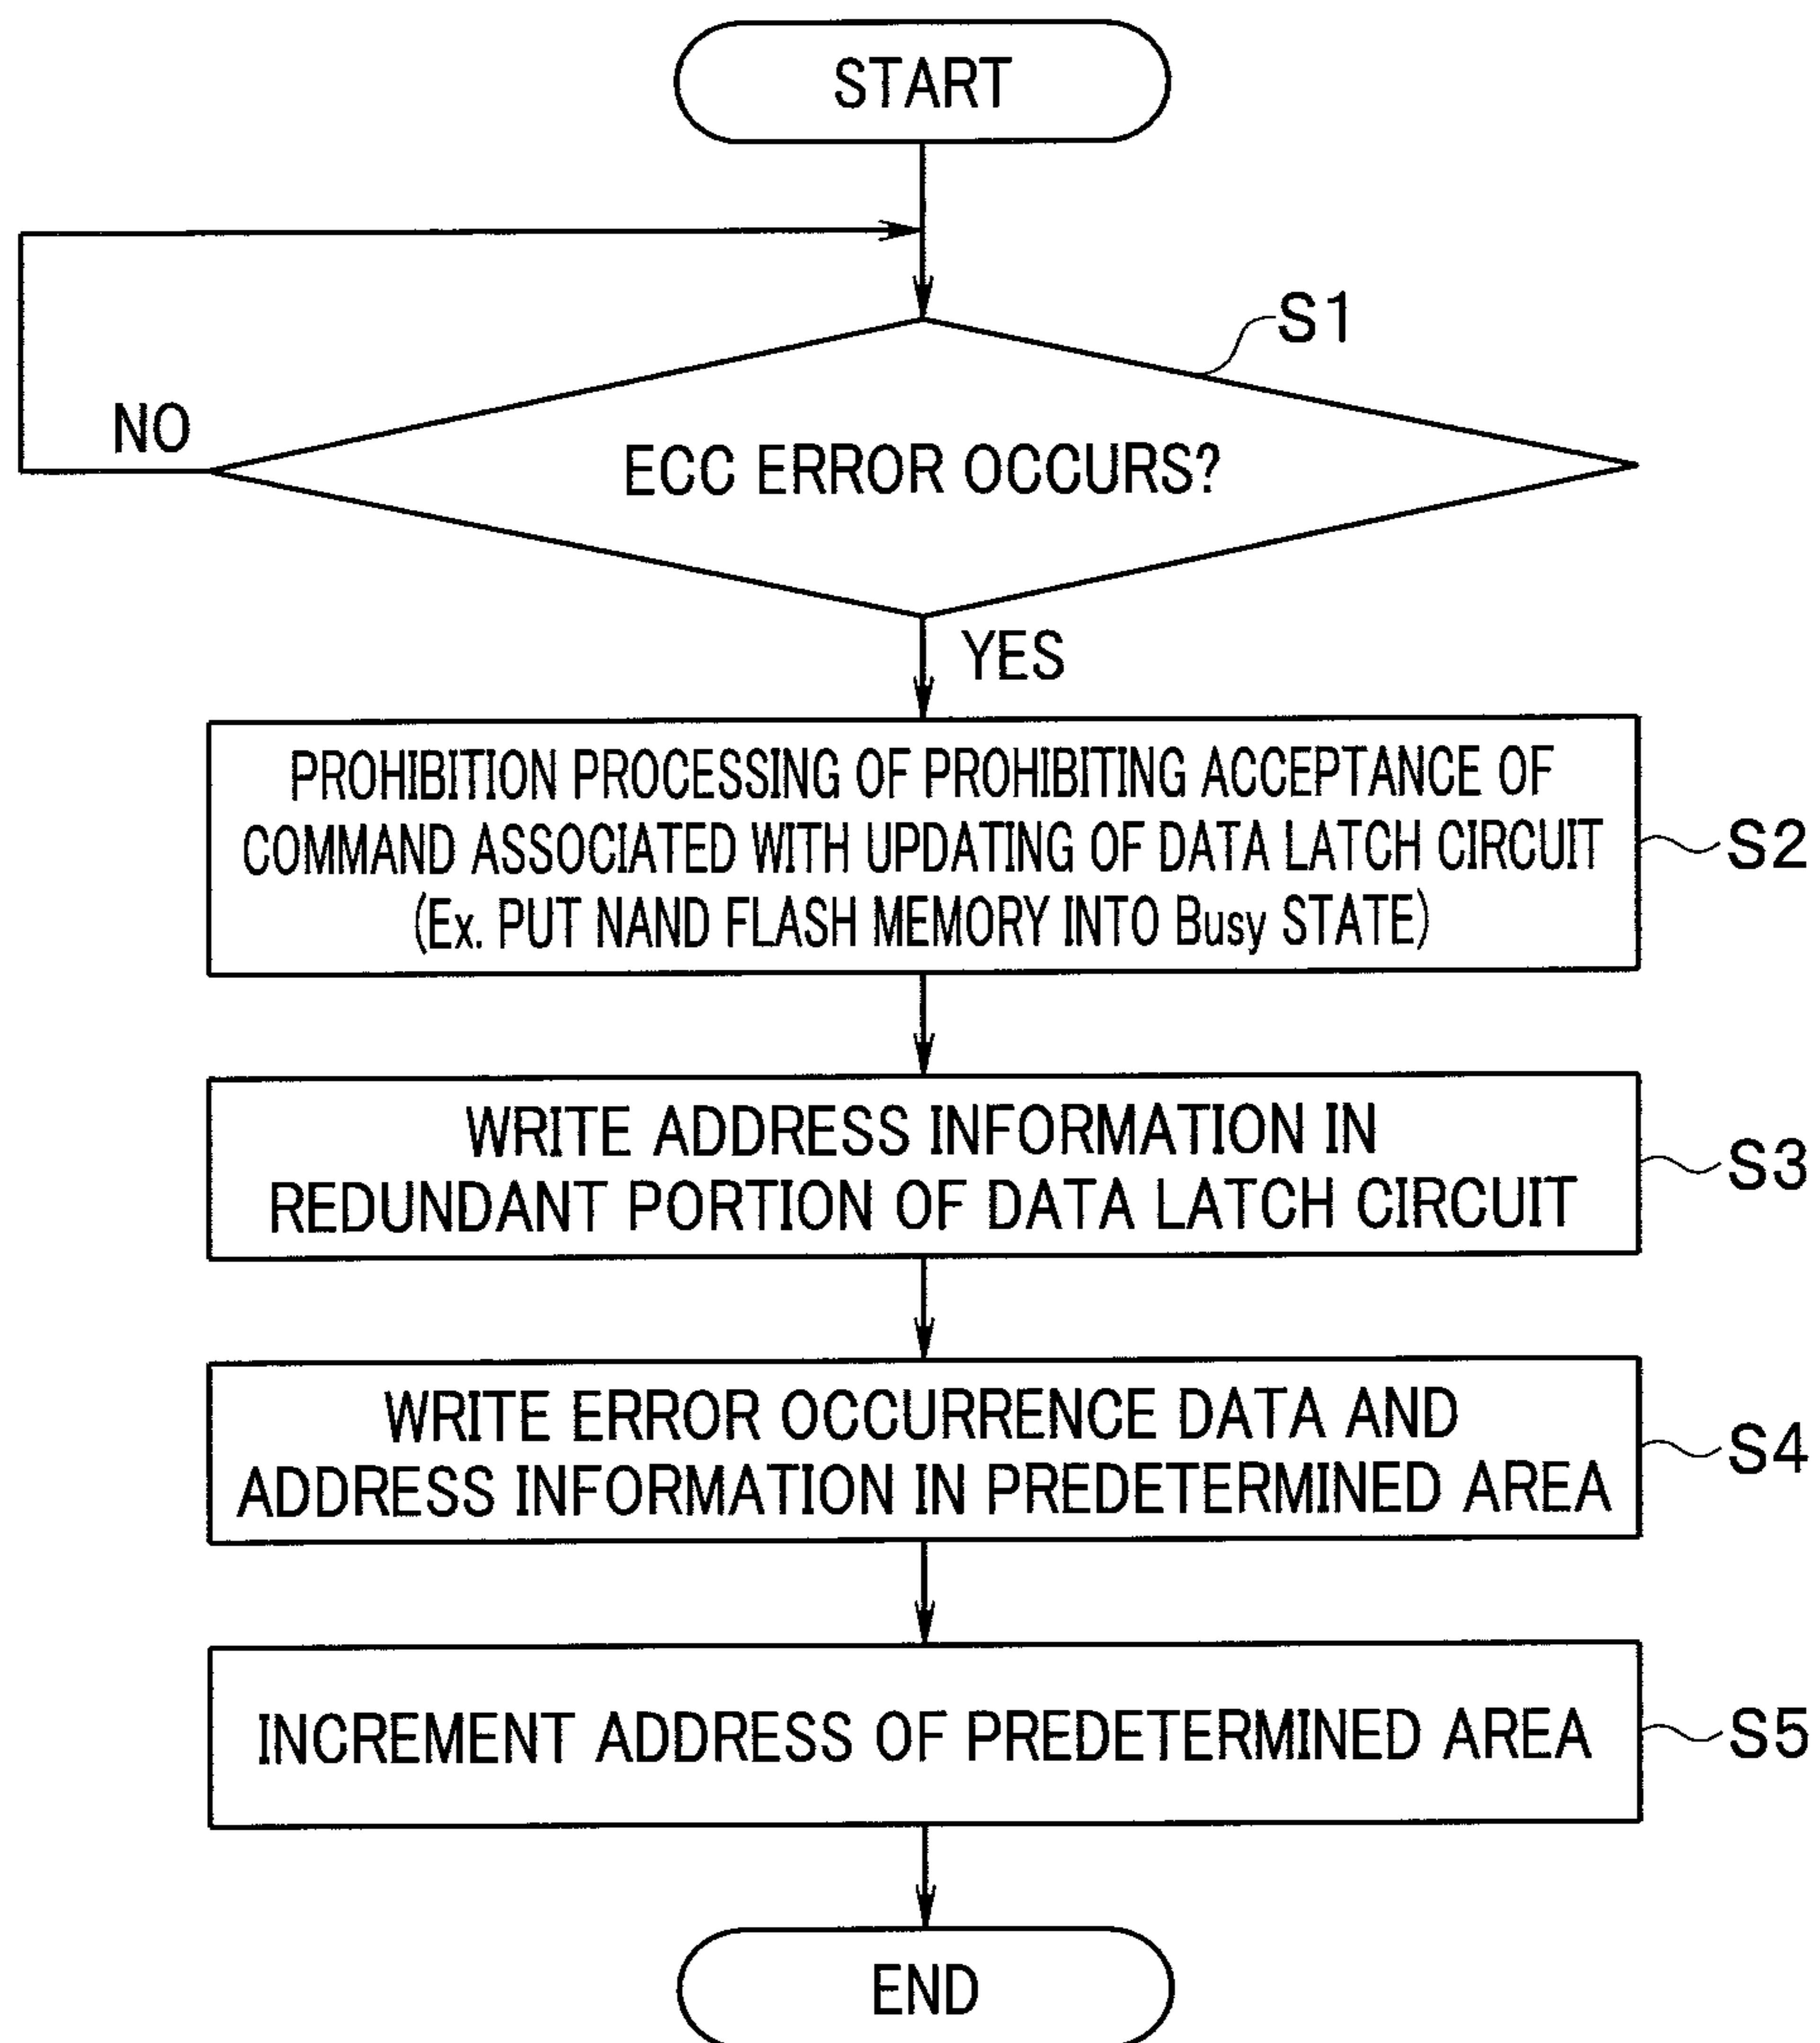 START
S1
NO
ECC ERROR OCCURS?
YES
PROHIBITION PROCESSING OF PROHIBITING ACCEPTANCE OF
COMMAND ASSOCIATED WITH UPDATING OF DATA LATCH CIRCUIT
(Ex. PUT NAND FLASH MEMORY INTO Busy STATE)
S2
WRITE ADDRESS INFORMATION IN
REDUNDANT PORTION OF DATA LATCH CIRCUIT
S3
WRITE ERROR OCCURRENCE DATA AND
ADDRESS INFORMATION IN PREDETERMINED AREA
S4
INCREMENT ADDRESS OF PREDETERMINED AREA
S5
END